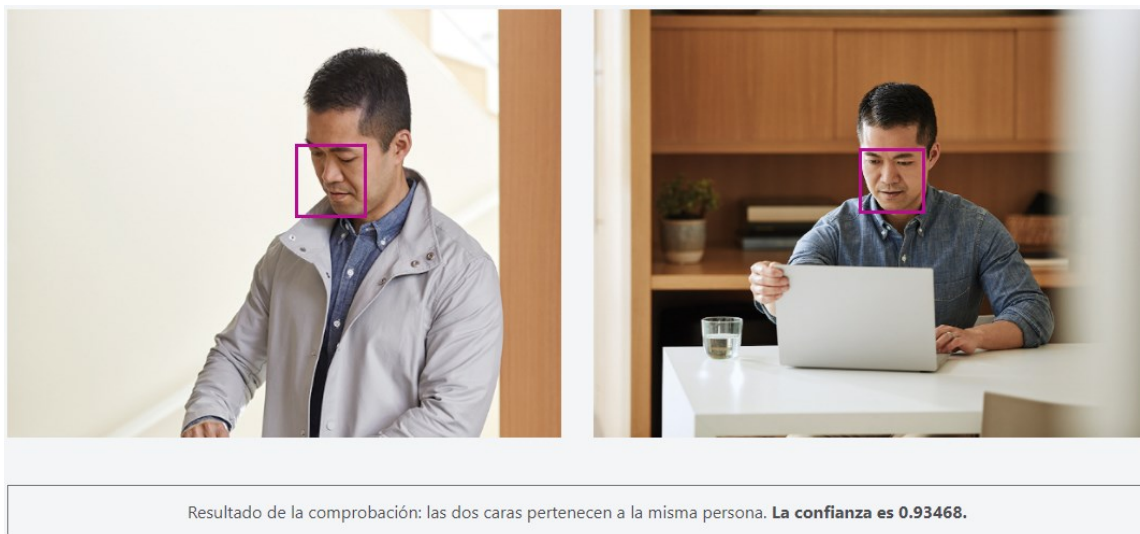 Resultado de la comprobación: las dos caras pertenecen a la misma persona. La confianza es 0.93468.